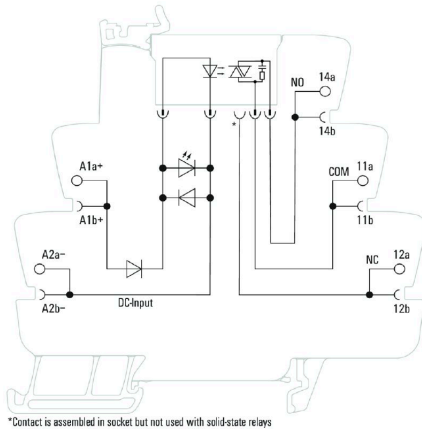 NO
14a
14b
*
A1a+
COM
11a
A1b+
11b
A2a–
NC
12a
A2b–
DC-Input
12b
*Contact is assembled in socket but not used with solid-state relays